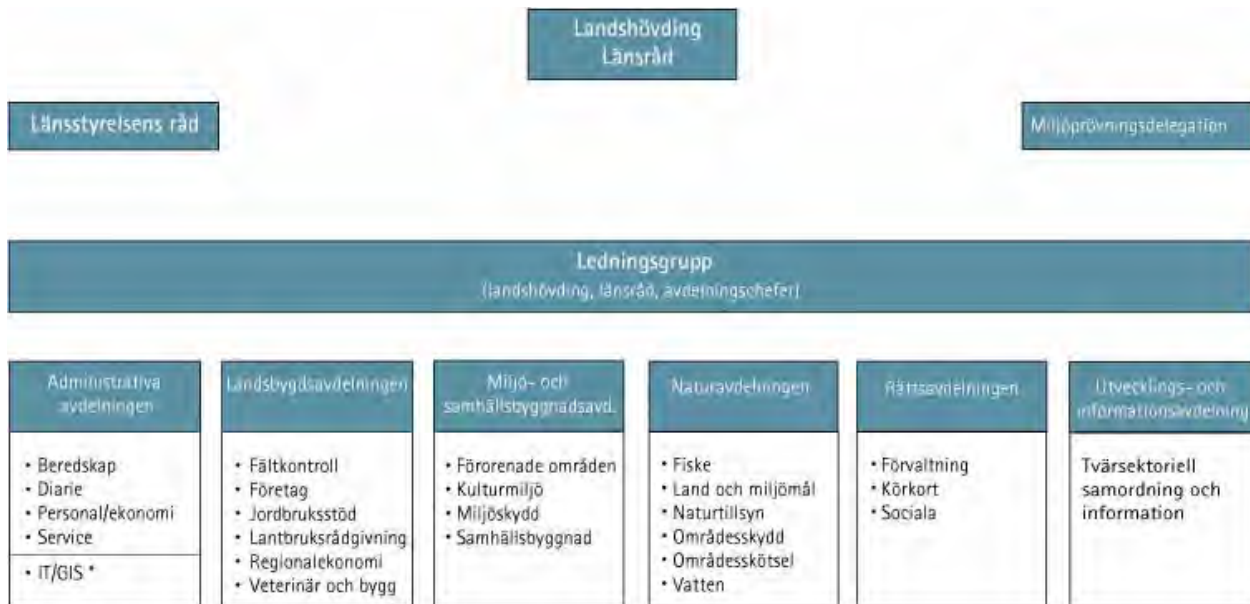 Landshövding
Länsråd
Länsstyrelsens råd
Miljöprövningsdelegation
Ledningsgrupp
(landshövding, länsråd, avdelningschefer)
Administrativa
avdelningen
• Beredskap
• Diarie
• Personal/ekonomi
• Service
• IT/GIS *
Landsbygdsavdelningen
• Fältkontroll
• Företag
• Jordbruksstöd
• Lantbruksrådgivning
• Regionalekonomi
• Veterinär och bygg
Miljö- och
samhällsbyggnadsavd.
• Förorenade områden
• Kulturmiljö
• Miljöskydd
• Samhällsbyggnad
Naturavdelningen
• Fiske
• Land och miljömål
• Naturtillsyn
• Områdesskydd
• Områdesskötsel
• Vatten
Rättsavdelningen
• Förvaltning
• Körkort
• Sociala
Utvecklings- och
informationsavdelning
Tvärsektoriell
samordning och
information